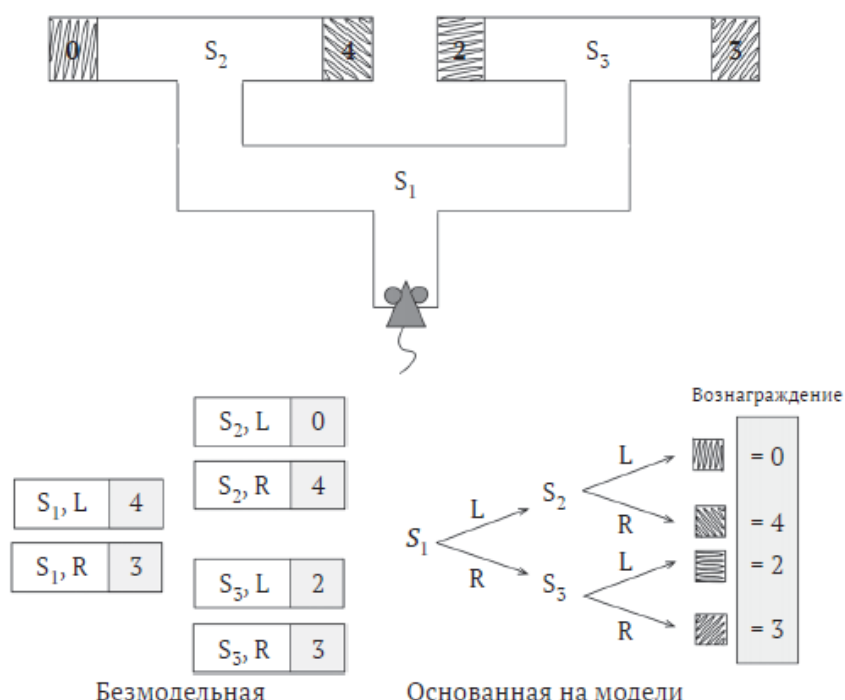 0 S₂ 4 2 S₃ 3
S₁
Вознаграждение
S₂, L 0
S₂, R 4
S₁, L 4
S₁, R 3
S₃, L 2
S₃, R 3
S₁
L
R
S₂
S₃
L
R
L
R
= 0
= 4
= 2
= 3
Безмодельная Основанная на модели